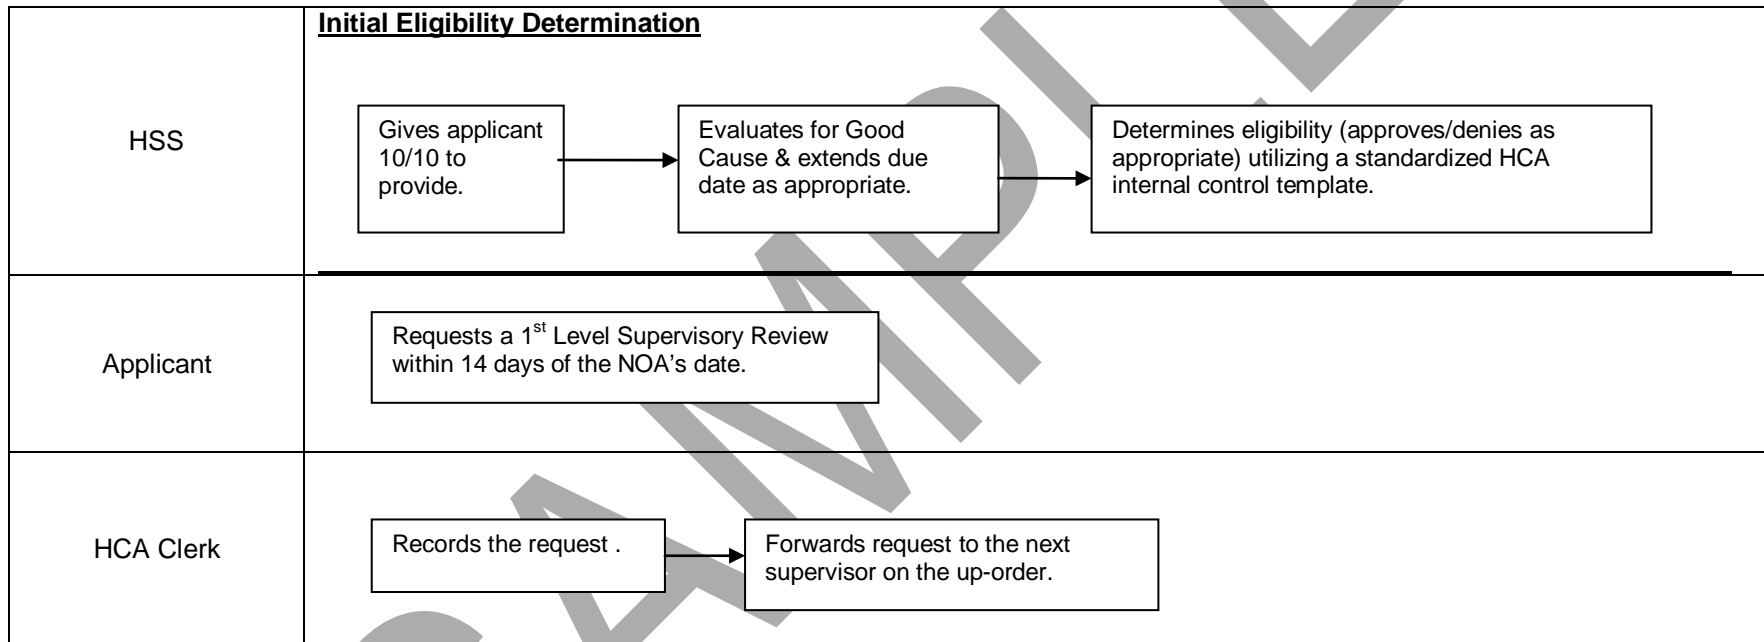 Initial Eligibility Determination
HSS
Gives applicant
10/10 to
provide.
Evaluates for Good
Cause & extends due
date as appropriate.
Determines eligibility (approves/denies as
appropriate) utilizing a standardized HCA
internal control template.
Applicant
Requests a 1st Level Supervisory Review
within 14 days of the NOA’s date.
HCA Clerk
Records the request .
Forwards request to the next
supervisor on the up-order.
SAMPLE